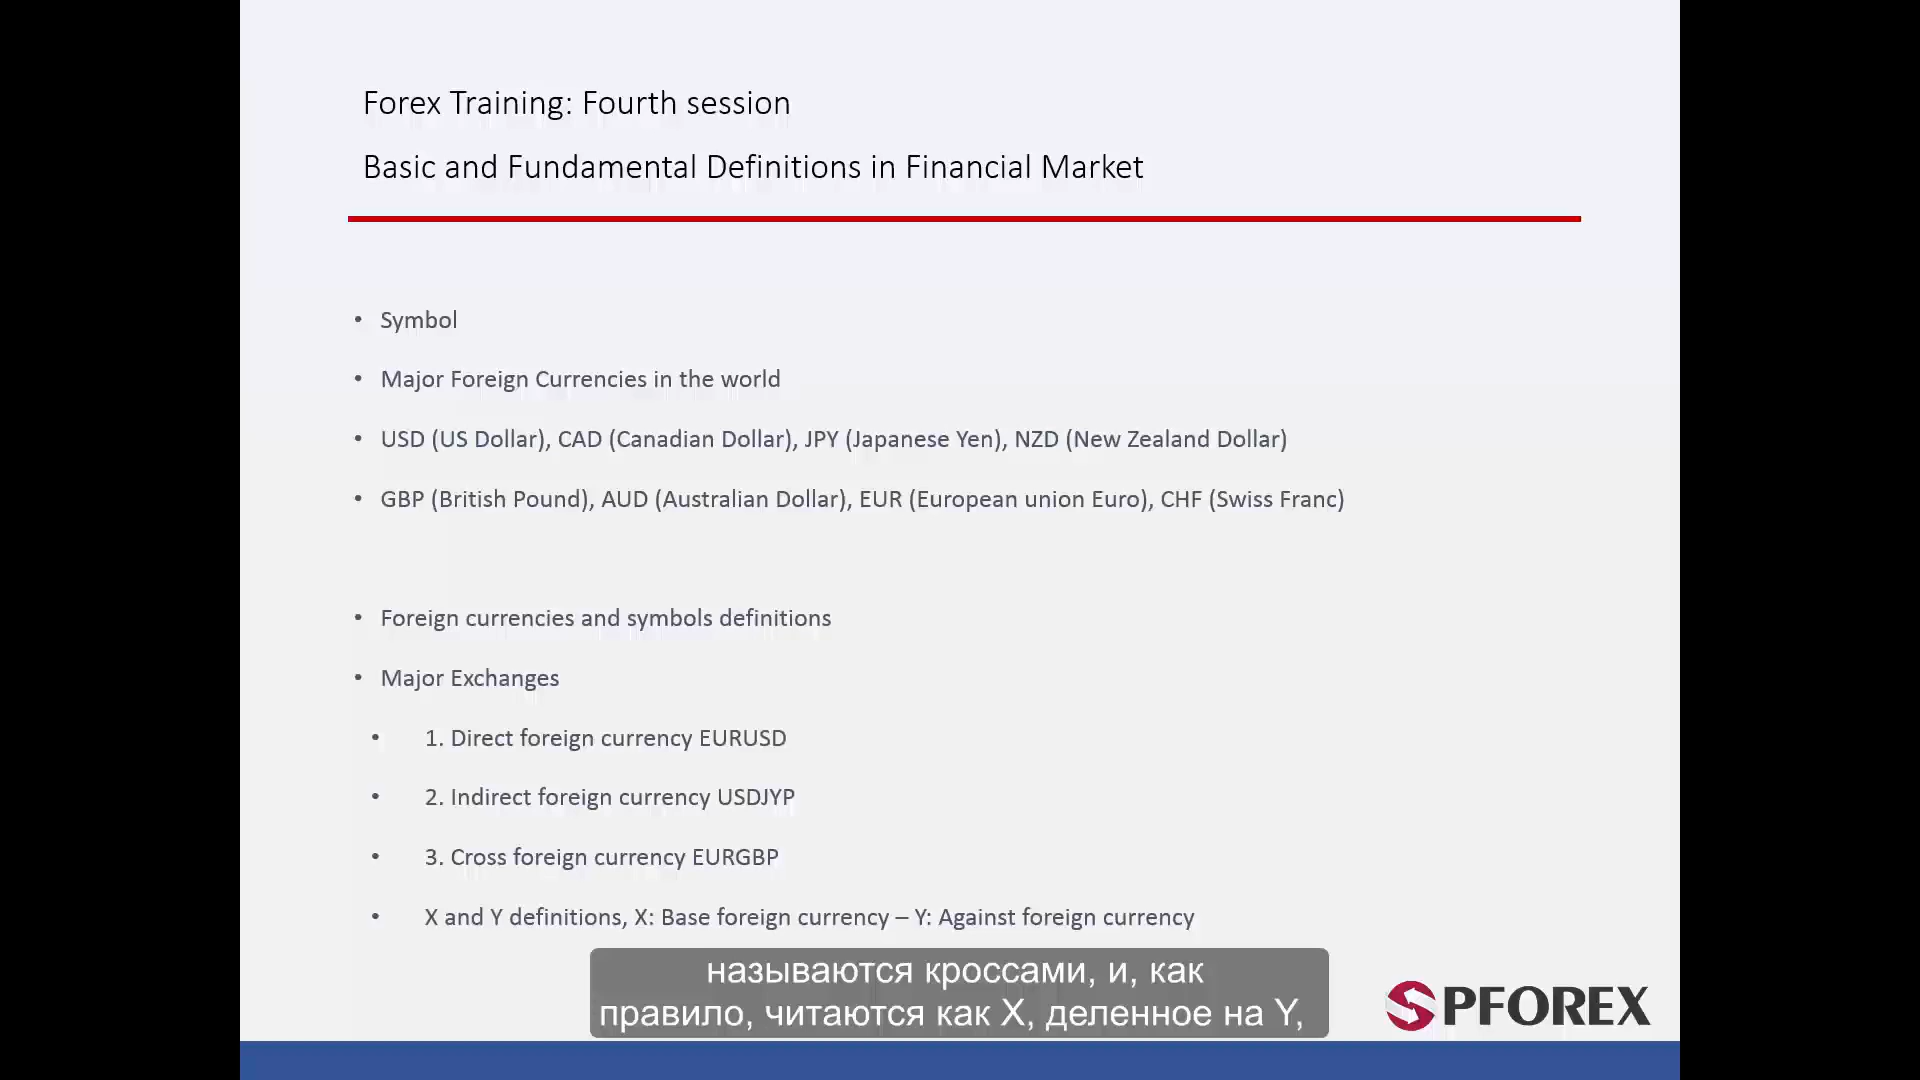 Forex Training: Fourth session
Basic and Fundamental Definitions in Financial Market
• Symbol
• Major Foreign Currencies in the world
• USD (US Dollar), CAD (Canadian Dollar), JPY (Japanese Yen), NZD (New Zealand Dollar)
• GBP (British Pound), AUD (Australian Dollar), EUR (European union Euro), CHF (Swiss Franc)
• Foreign currencies and symbols definitions
• Major Exchanges
• 1. Direct foreign currency EURUSD
• 2. Indirect foreign currency USDJYP
• 3. Cross foreign currency EURGBP
• X and Y definitions, X: Base foreign currency – Y: Against foreign currency
называются кроссами, и, как
правило, читаются как X, деленное на Y,
SPFOREX